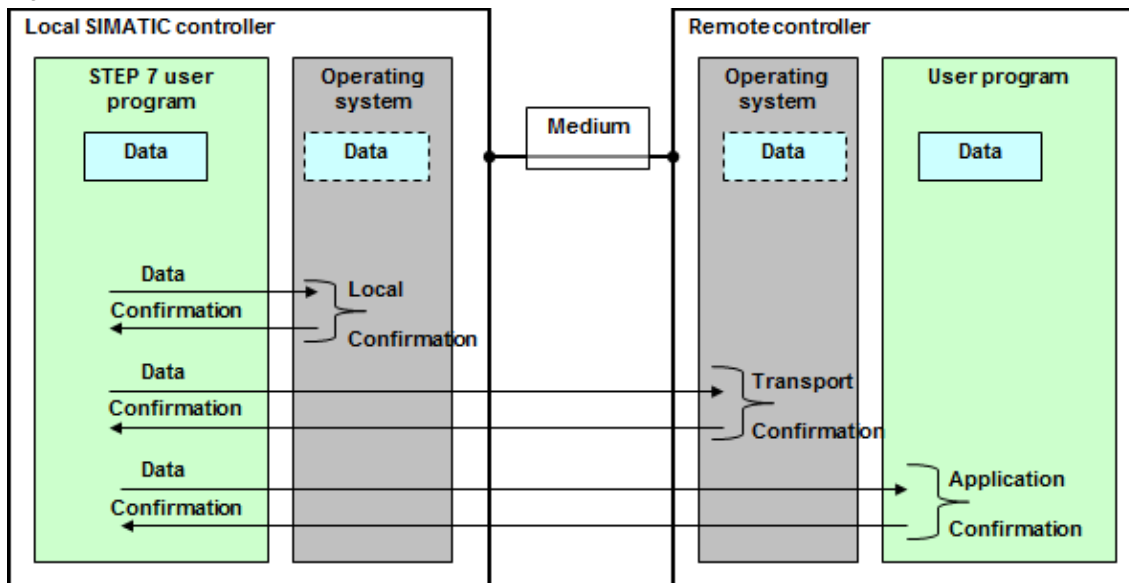 Local SIMATIC controller
Remote controller
STEP 7 user
program
Operating
system
Medium
Operating
system
User program
Data
Data
Data
Data
Data
Local
Confirmation
Confirmation
Data
Transport
Confirmation
Confirmation
Data
Application
Confirmation
Confirmation